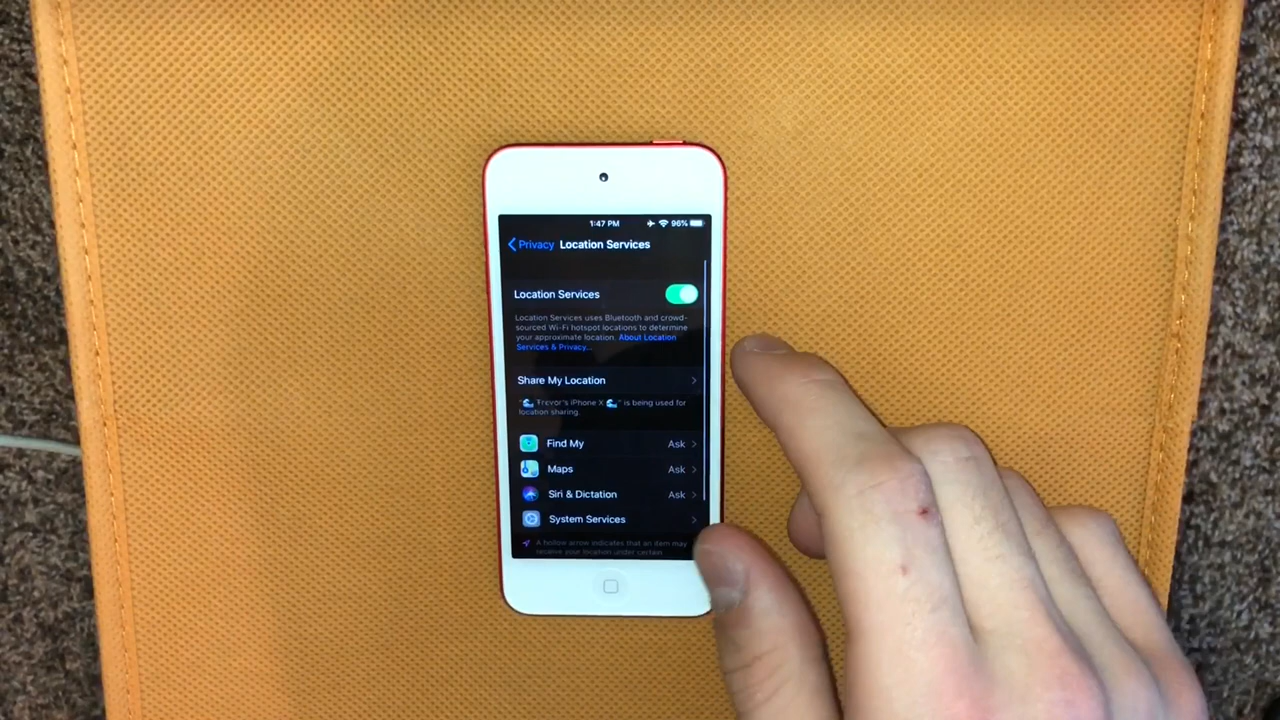 1:47 PM 96%
Privacy Location Services
Location Services
Location Services uses Bluetooth and crowd-
sourced Wi-Fi hotspot locations to determine
your approximate location. About Location
Services & Privacy...
Share My Location
"🌊 Trevor's iPhone X 🌊" is being used for
location sharing.
Find My Ask
Maps Ask
Siri & Dictation Ask
System Services
A hollow arrow indicates that an item may
receive your location under certain